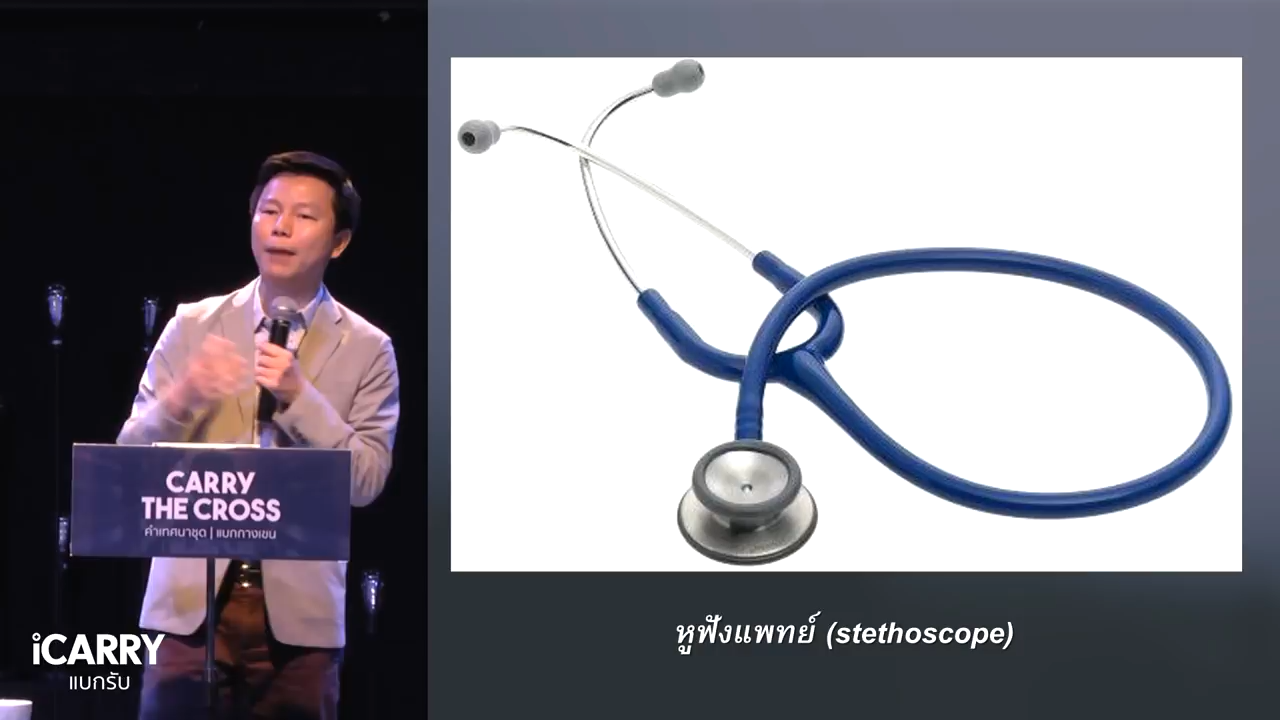 CARRY
THE CROSS
คำเทศนาชุด | แบกกางเขน
iCARRY
แบกรับ
หูฟังแพทย์ (stethoscope)